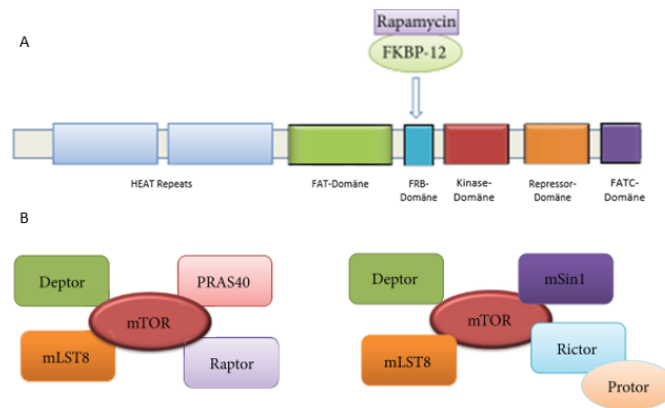 A
Rapamycin
FKBP-12
HEAT Repeats
FAT-Domäne
FRB-
Domäne
Kinase-
Domäne
Repressor-
Domäne
FATC-
Domäne
B
Deptor
PRAS40
mTOR
mLST8
Raptor
Deptor
mSin1
mTOR
mLST8
Rictor
Protor